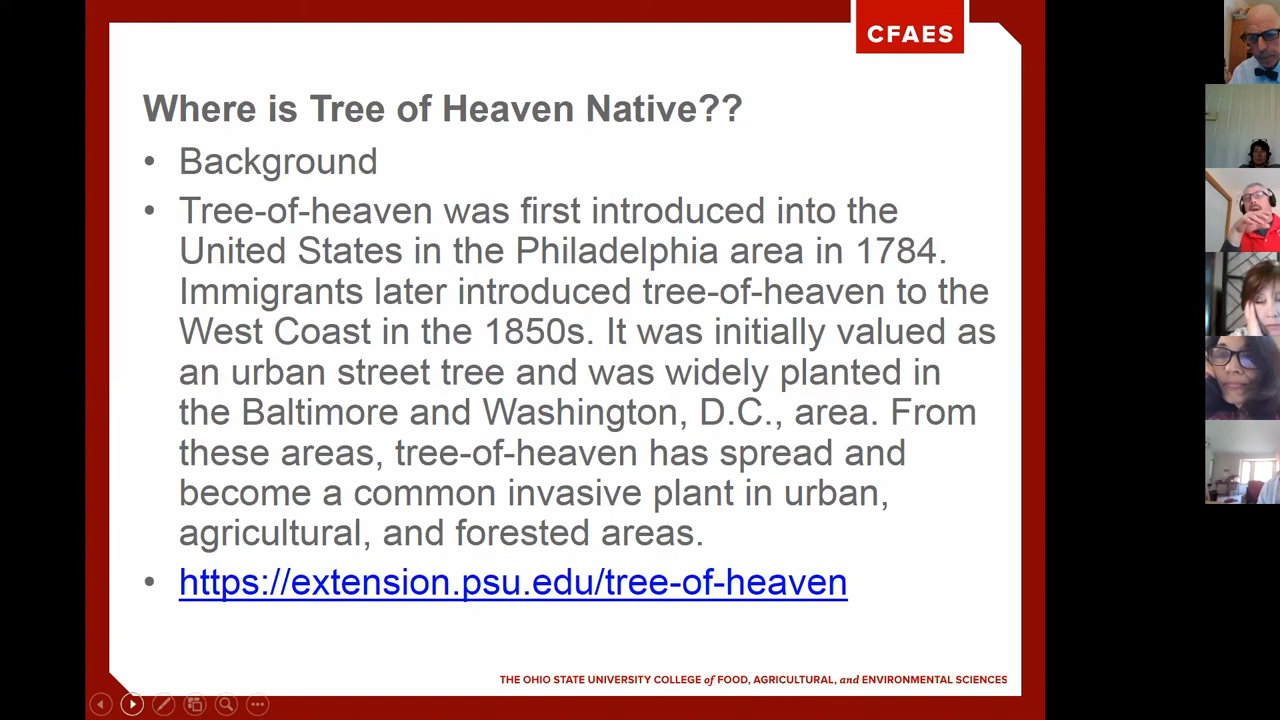 CFAES
Where is Tree of Heaven Native??
• Background
• Tree-of-heaven was first introduced into the
United States in the Philadelphia area in 1784.
Immigrants later introduced tree-of-heaven to the
West Coast in the 1850s. It was initially valued as
an urban street tree and was widely planted in
the Baltimore and Washington, D.C., area. From
these areas, tree-of-heaven has spread and
become a common invasive plant in urban,
agricultural, and forested areas.
• https://extension.psu.edu/tree-of-heaven
THE OHIO STATE UNIVERSITY COLLEGE of FOOD, AGRICULTURAL, and ENVIRONMENTAL SCIENCES